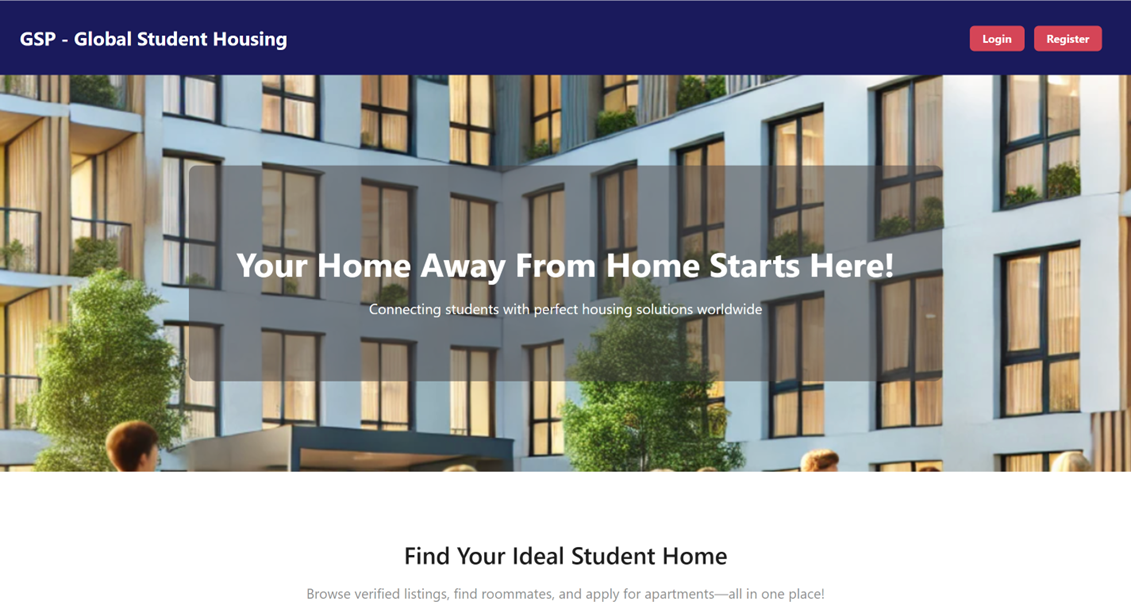 GSP - Global Student Housing
Login
Register
Your Home Away From Home Starts Here!
Connecting students with perfect housing solutions worldwide
Find Your Ideal Student Home
Browse verified listings, find roommates, and apply for apartments—all in one place!